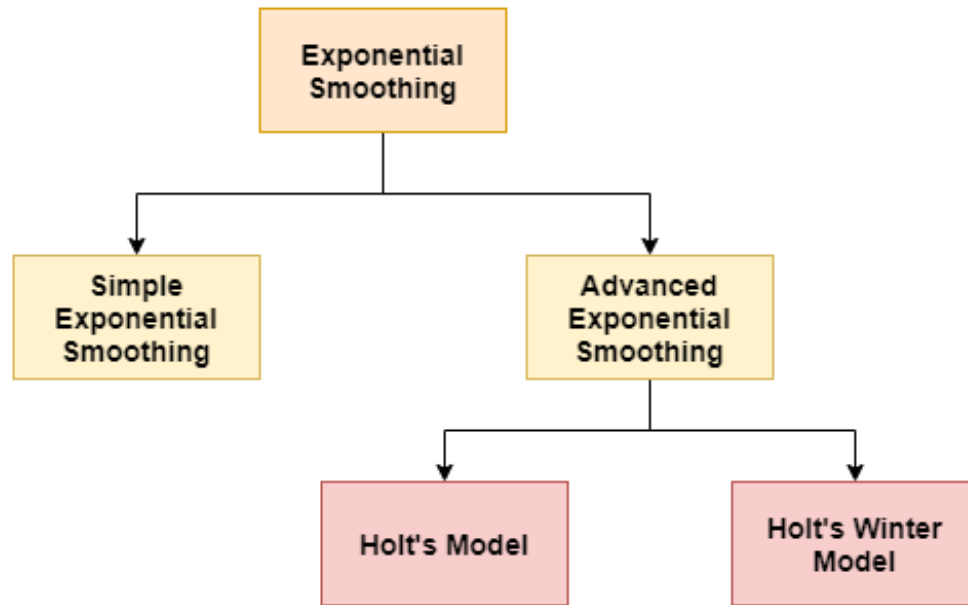 Exponential
Smoothing
Simple
Exponential
Smoothing
Advanced
Exponential
Smoothing
Holt's Model
Holt's Winter
Model